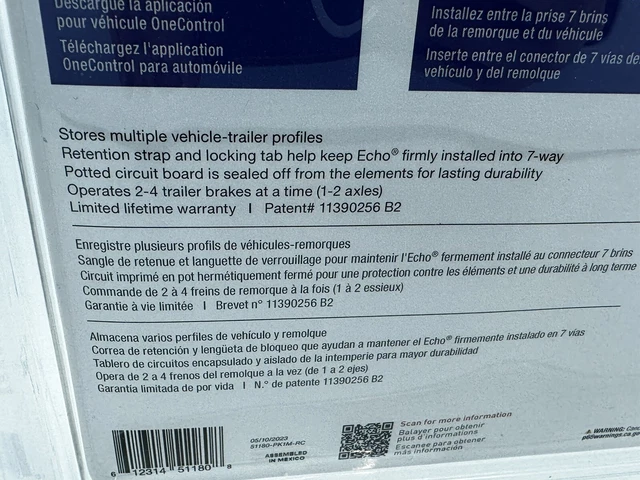 Descargue la aplicación
pour véhicule OneControl
Téléchargez l'application
OneControl para automóvile
Installez entre la prise 7 brins
de la remorque et du véhicule
Inserte entre el conector de 7 vías de
vehículo y del remolque
Stores multiple vehicle-trailer profiles
Retention strap and locking tab help keep Echo® firmly installed into 7-way
Potted circuit board is sealed off from the elements for lasting durability
Operates 2-4 trailer brakes at a time (1-2 axles)
Limited lifetime warranty | Patent# 11390256 B2
Enregistre plusieurs profils de véhicules-remorques
Sangle de retenue et languette de verrouillage pour maintenir l'Echo® fermement installé au connecteur 7 brins
Circuit imprimé en pot hermétiquement fermé pour une protection contre les éléments et une durabilité à long terme
Commande de 2 à 4 freins de remorque à la fois (1 à 2 essieux)
Garantie à vie limitée | Brevet n° 11390256 B2
Almacena varios perfiles de vehículo y remolque
Correa de retención y lengüeta de bloqueo que ayudan a mantener el Echo® firmemente instalado en 7 vías
Tablero de circuitos encapsulado y aislado de la intemperie para mayor durabilidad
Opera de 2 a 4 frenos del remolque a la vez (de 1 a 2 ejes)
Garantía limitada de por vida | N.° de patente 11390256 B2
6 12314 51180 8
05/10/2023
51180-PK1M-RC
ASSEMBLED
IN MEXICO
Scan for more information
Balayer pour obtenir
plus d'informations
Escanee para obtener
más información
WARNING: Canc
p65warnings.ca.go